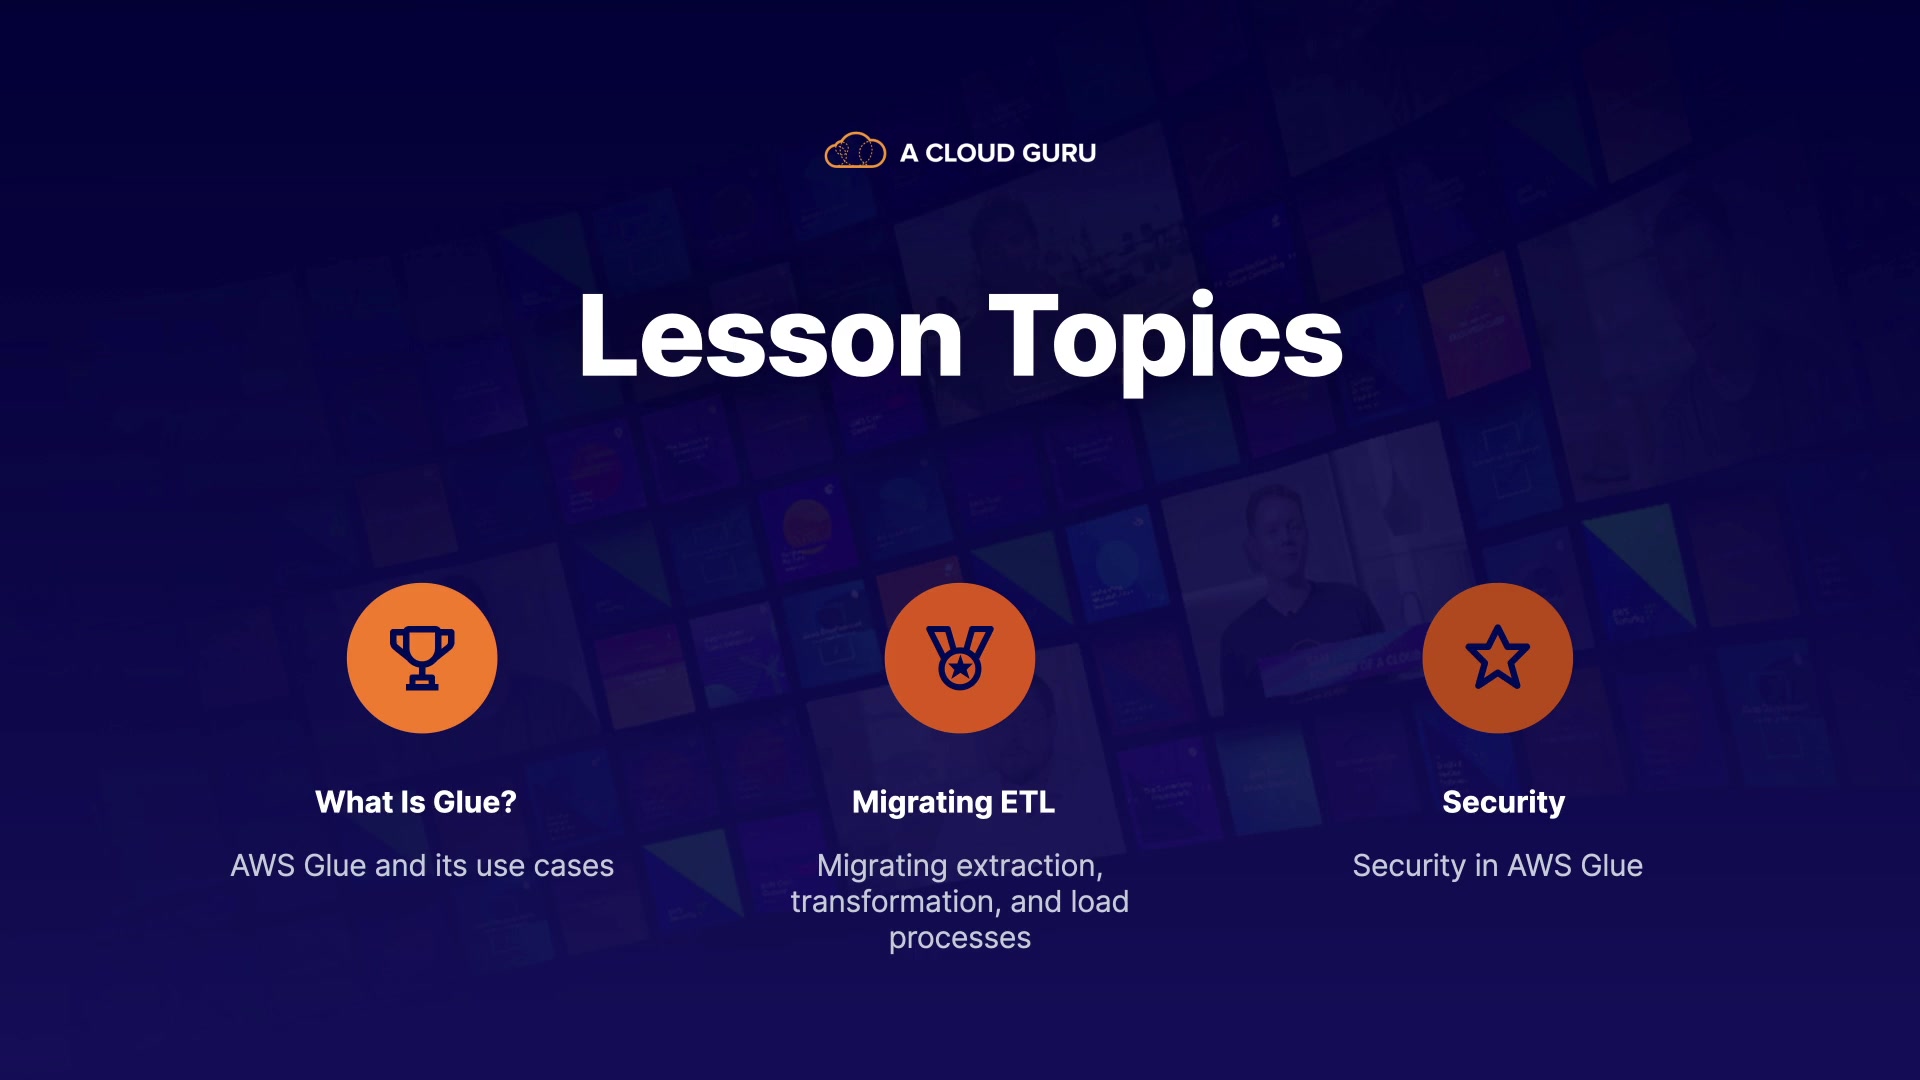 A CLOUD GURU
Lesson Topics
What Is Glue?
AWS Glue and its use cases
Migrating ETL
Migrating extraction,
transformation, and load
processes
Security
Security in AWS Glue